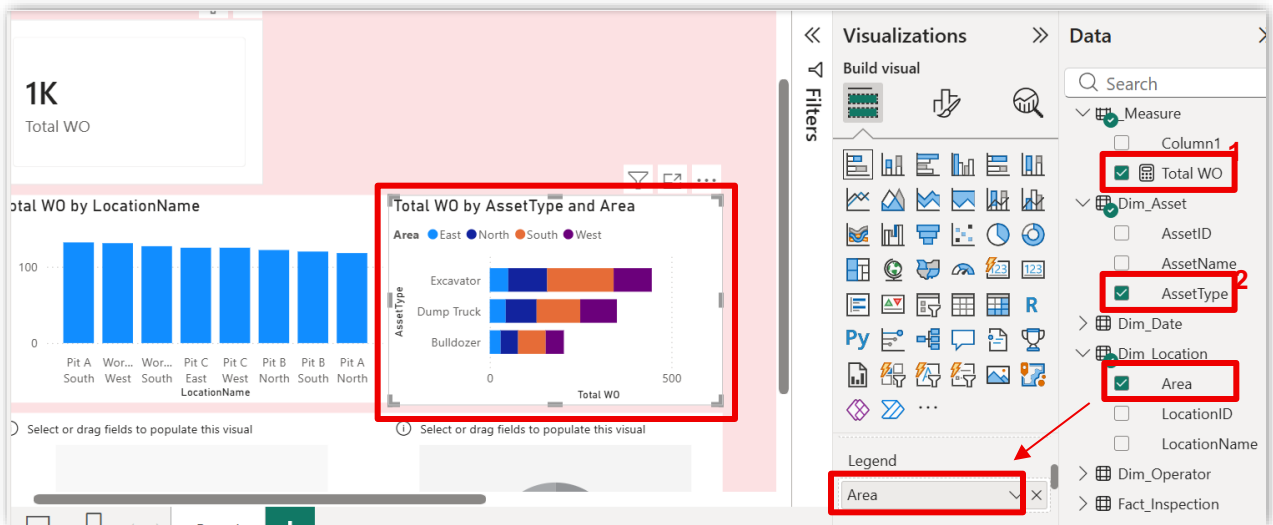 1K
Total WO
otal WO by LocationName
100
0
Pit A South
Wor... West
Wor... South
Pit C East
Pit C West
Pit B North
Pit B South
Pit A North
LocationName
Total WO by AssetType and Area
Area East North South West
AssetType
Excavator
Dump Truck
Bulldozer
0 500
Total WO
Select or drag fields to populate this visual
Select or drag fields to populate this visual
Filters
Visualizations
Build visual
123
123
R
Py
...
Legend
Area
Data
Search
_Measure
Column1
1
Total WO
Dim_Asset
AssetID
AssetName
2
AssetType
Dim_Date
Dim_Location
Area
LocationID
LocationName
Dim_Operator
Fact_Inspection